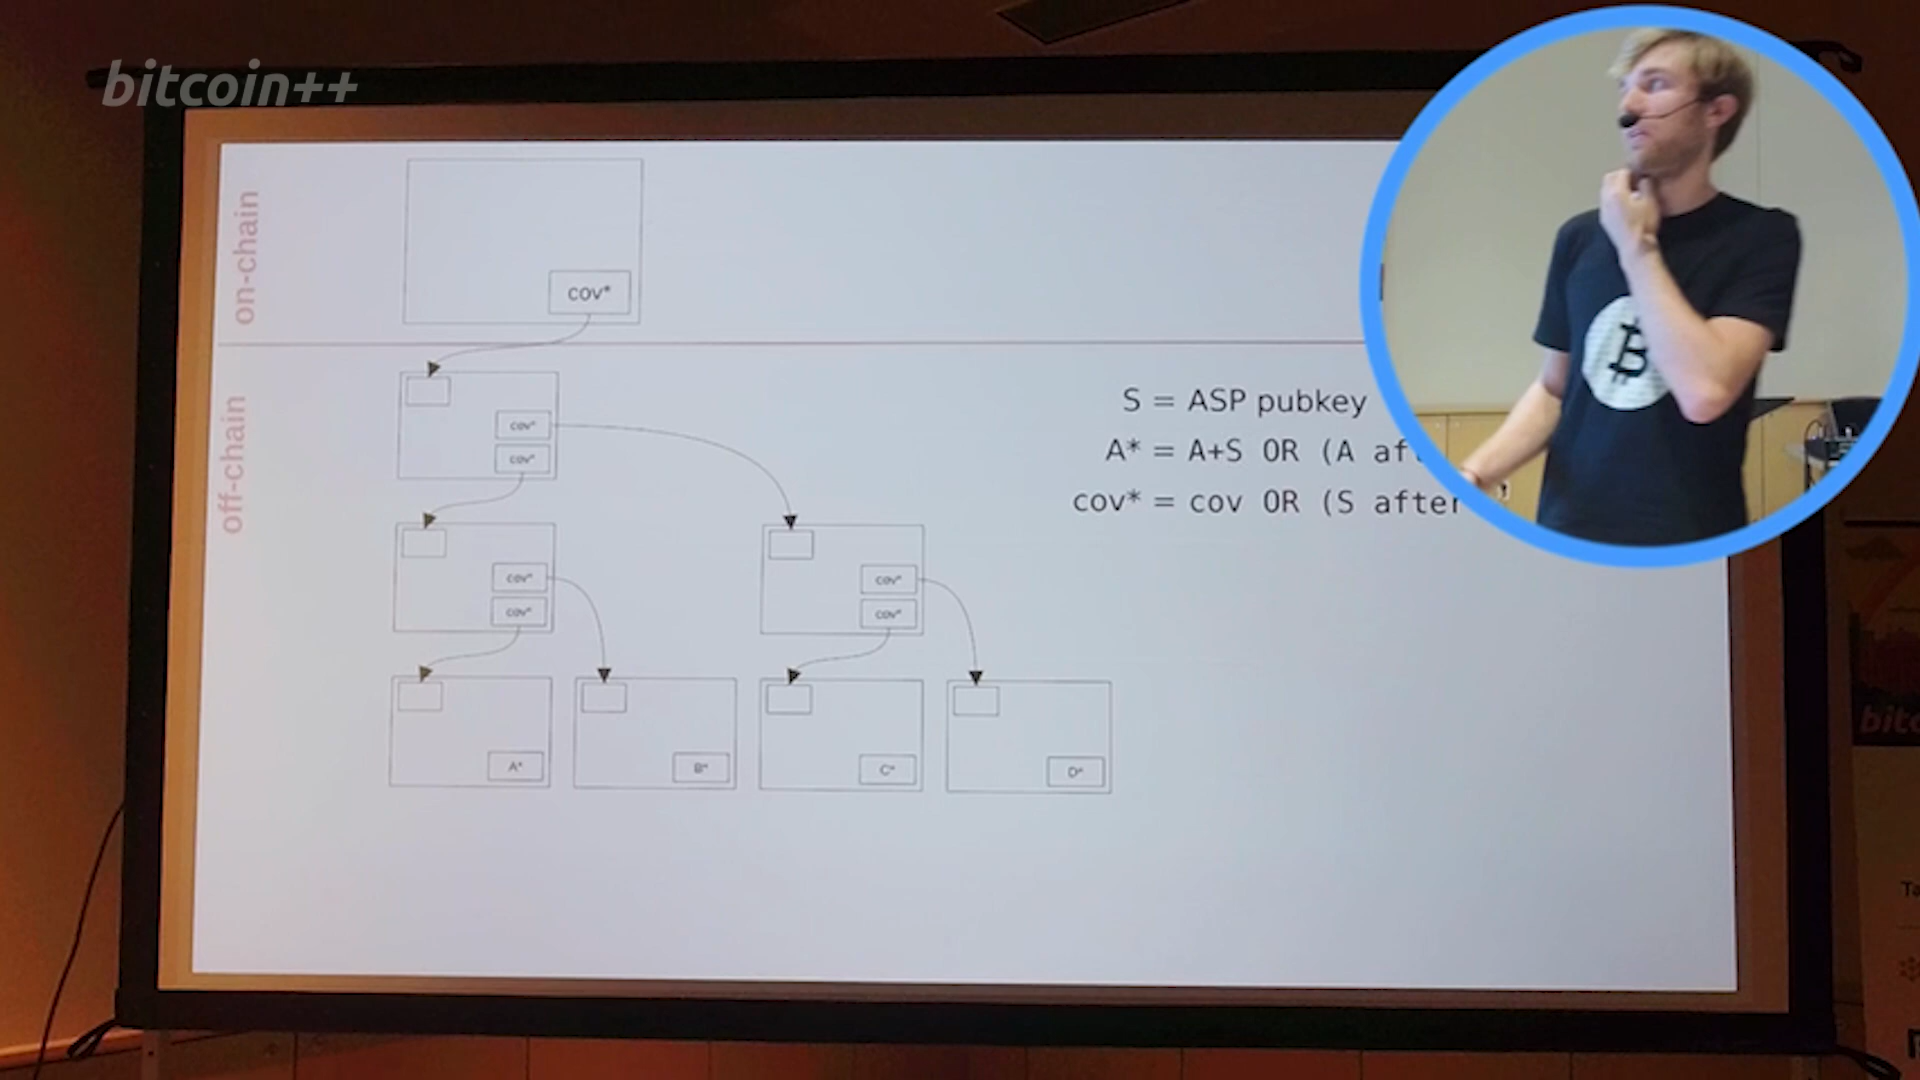 bitcoin++
on-chain
cov*
off-chain
cov*
cov*
S = ASP pubkey
A* = A+S OR (A
cov* = cov OR (S after
cov*
cov*
cov*
cov*
A*
B*
C*
D*